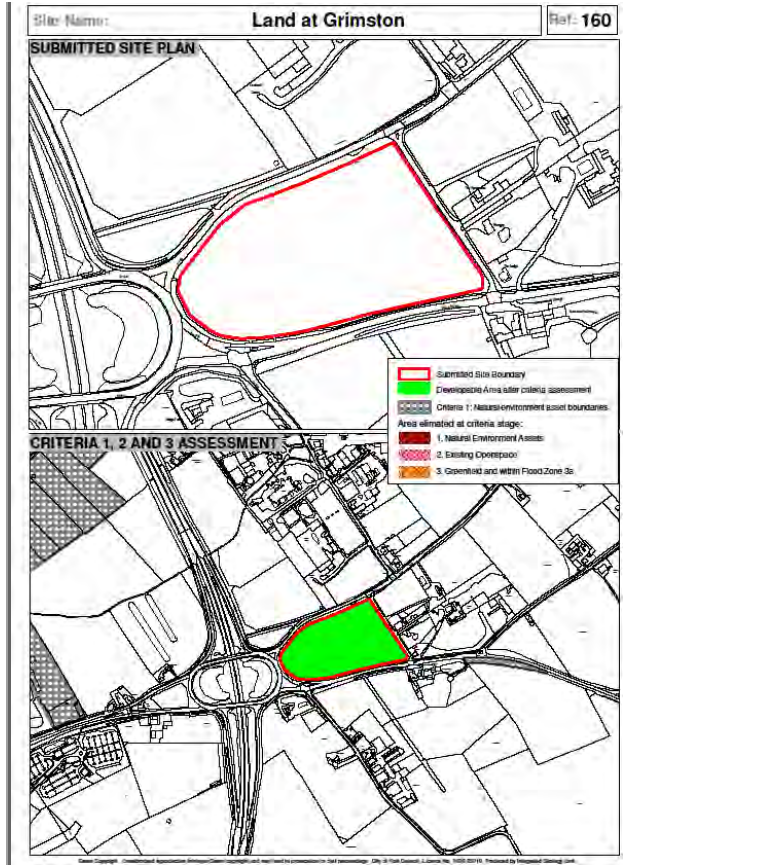 Site Name: Land at Grimston Ref: 160
SUBMITTED SITE PLAN
Submitted Site Boundary
Developable Area after criteria assessment
Criteria 1: Natural environment asset boundaries
Area elimated at criteria stage:
1. Natural Environment Assets
2. Existing Openspace
3. Greenfield and within Flood Zone 3a
CRITERIA 1, 2 AND 3 ASSESSMENT